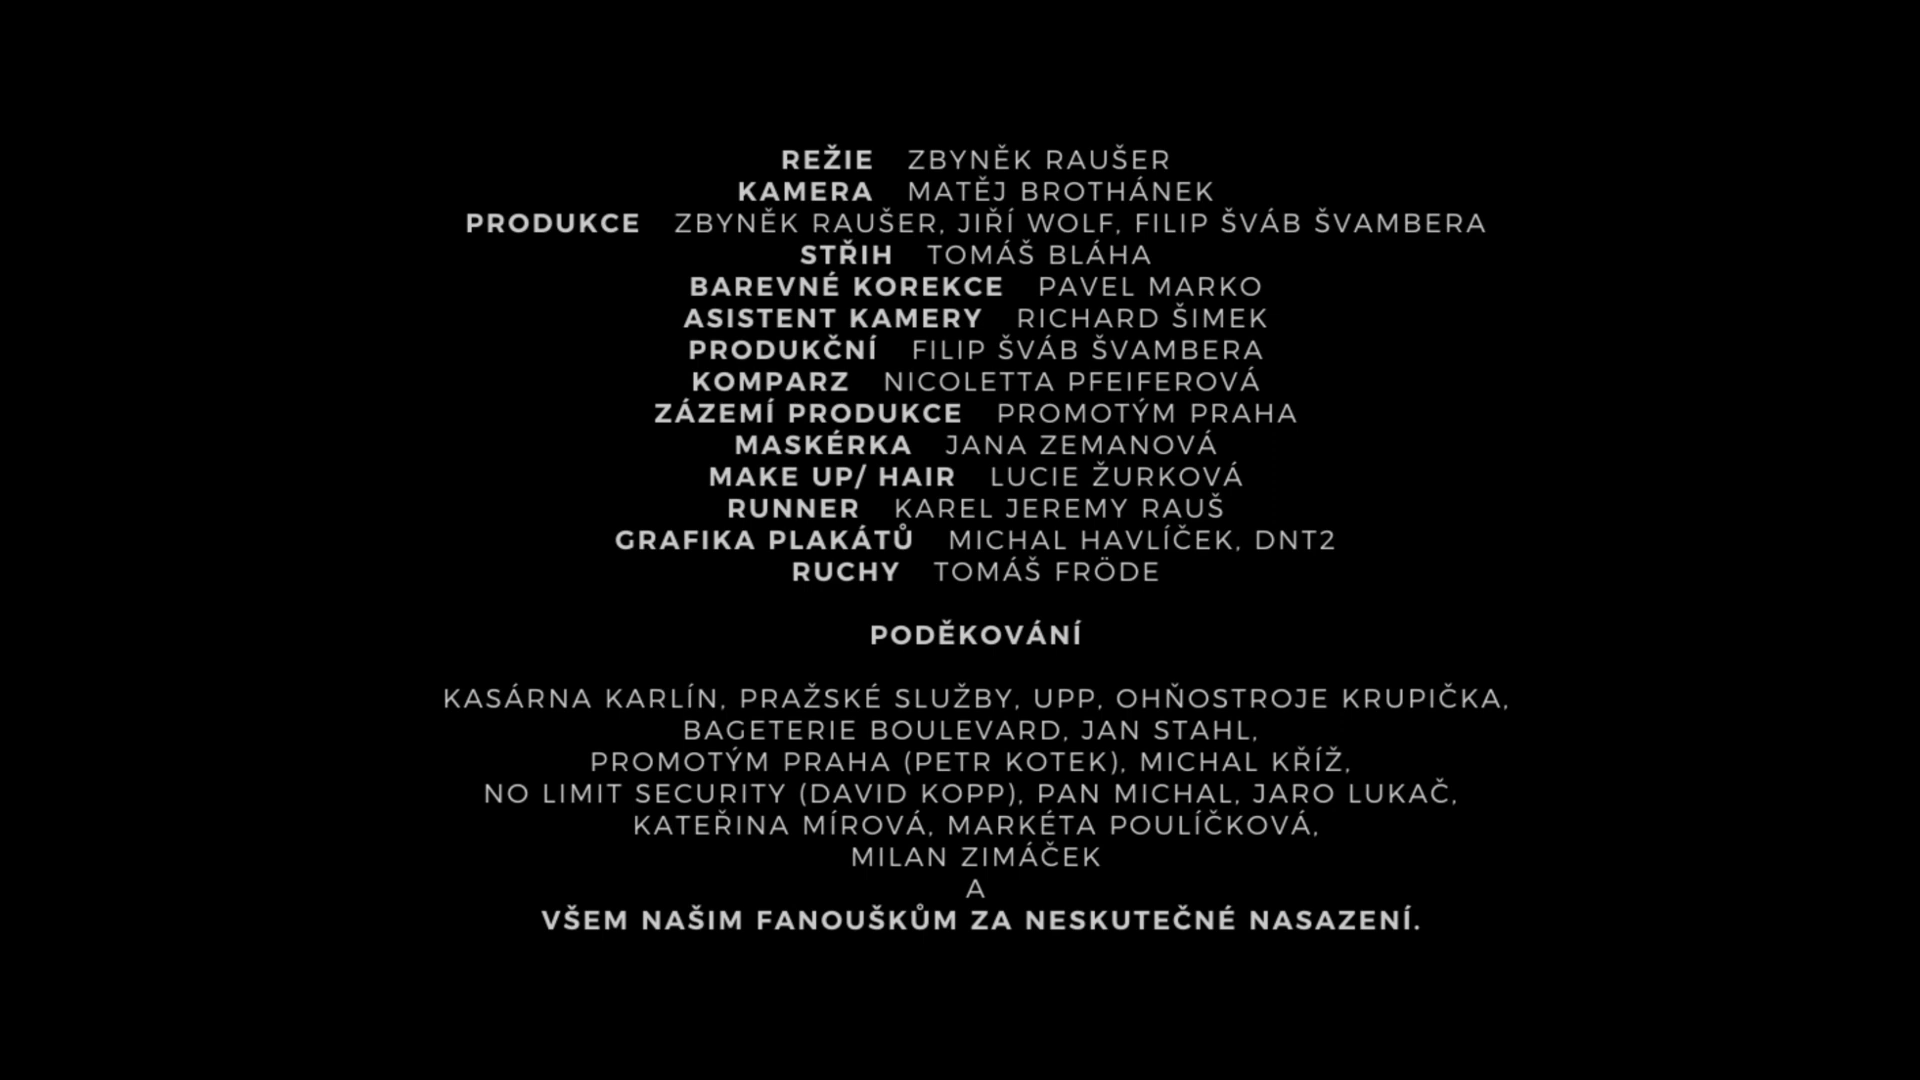 REŽIE ZBYNĚK RAUŠER
KAMERA MATĚJ BROTHÁNEK
PRODUKCE ZBYNĚK RAUŠER, JIŘÍ WOLF, FILIP ŠVÁB ŠVAMBERA
STŘIH TOMÁŠ BLÁHA
BAREVNÉ KOREKCE PAVEL MARKO
ASISTENT KAMERY RICHARD ŠIMEK
PRODUKČNÍ FILIP ŠVÁB ŠVAMBERA
KOMPARZ NICOLETTA PFEIFEROVÁ
ZÁZEMÍ PRODUKCE PROMOTÝM PRAHA
MASKÉRKA JANA ZEMANOVÁ
MAKE UP/ HAIR LUCIE ŽURKOVÁ
RUNNER KAREL JEREMY RAUŠ
GRAFIKA PLAKÁTŮ MICHAL HAVLÍČEK, DNT2
RUCHY TOMÁŠ FRÖDE
PODĚKOVÁNÍ
KASÁRNA KARLÍN, PRAŽSKÉ SLUŽBY, UPP, OHŇOSTROJE KRUPIČKA,
BAGETERIE BOULEVARD, JAN STAHL,
PROMOTÝM PRAHA (PETR KOTEK), MICHAL KŘÍŽ,
NO LIMIT SECURITY (DAVID KOPP), PAN MICHAL, JARO LUKAČ,
KATEŘINA MÍROVÁ, MARKÉTA POULÍČKOVÁ,
MILAN ZIMÁČEK
A
VŠEM NAŠIM FANOUŠKŮM ZA NESKUTEČNÉ NASAZENÍ.